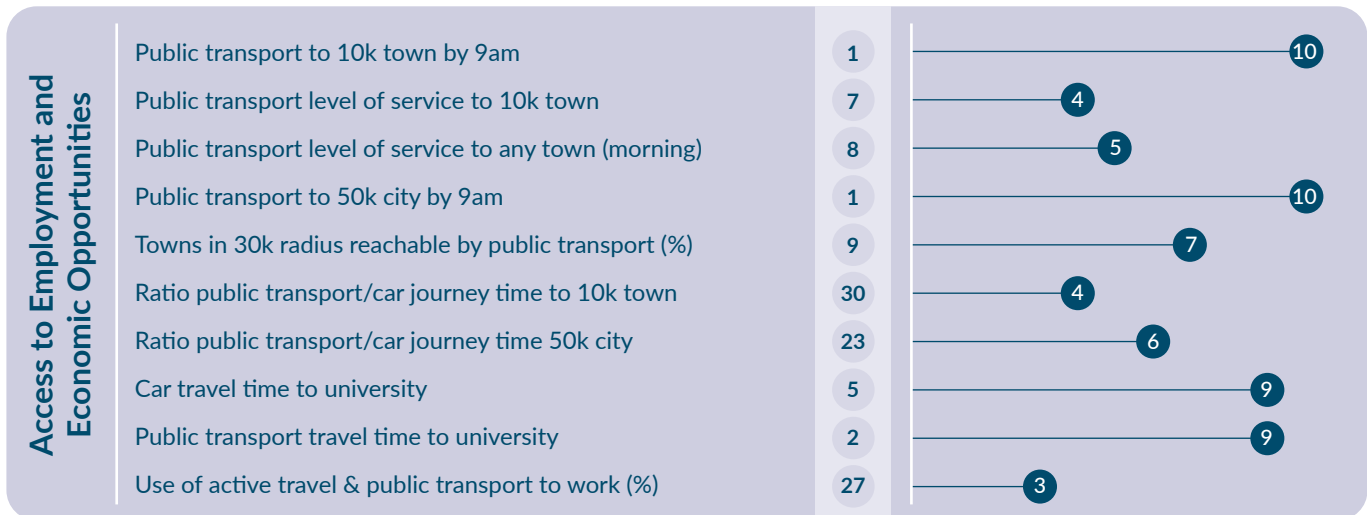 Access to Employment and
Economic Opportunities
Public transport to 10k town by 9am 1 10
Public transport level of service to 10k town 7 4
Public transport level of service to any town (morning) 8 5
Public transport to 50k city by 9am 1 10
Towns in 30k radius reachable by public transport (%) 9 7
Ratio public transport/car journey time to 10k town 30 4
Ratio public transport/car journey time 50k city 23 6
Car travel time to university 5 9
Public transport travel time to university 2 9
Use of active travel & public transport to work (%) 27 3